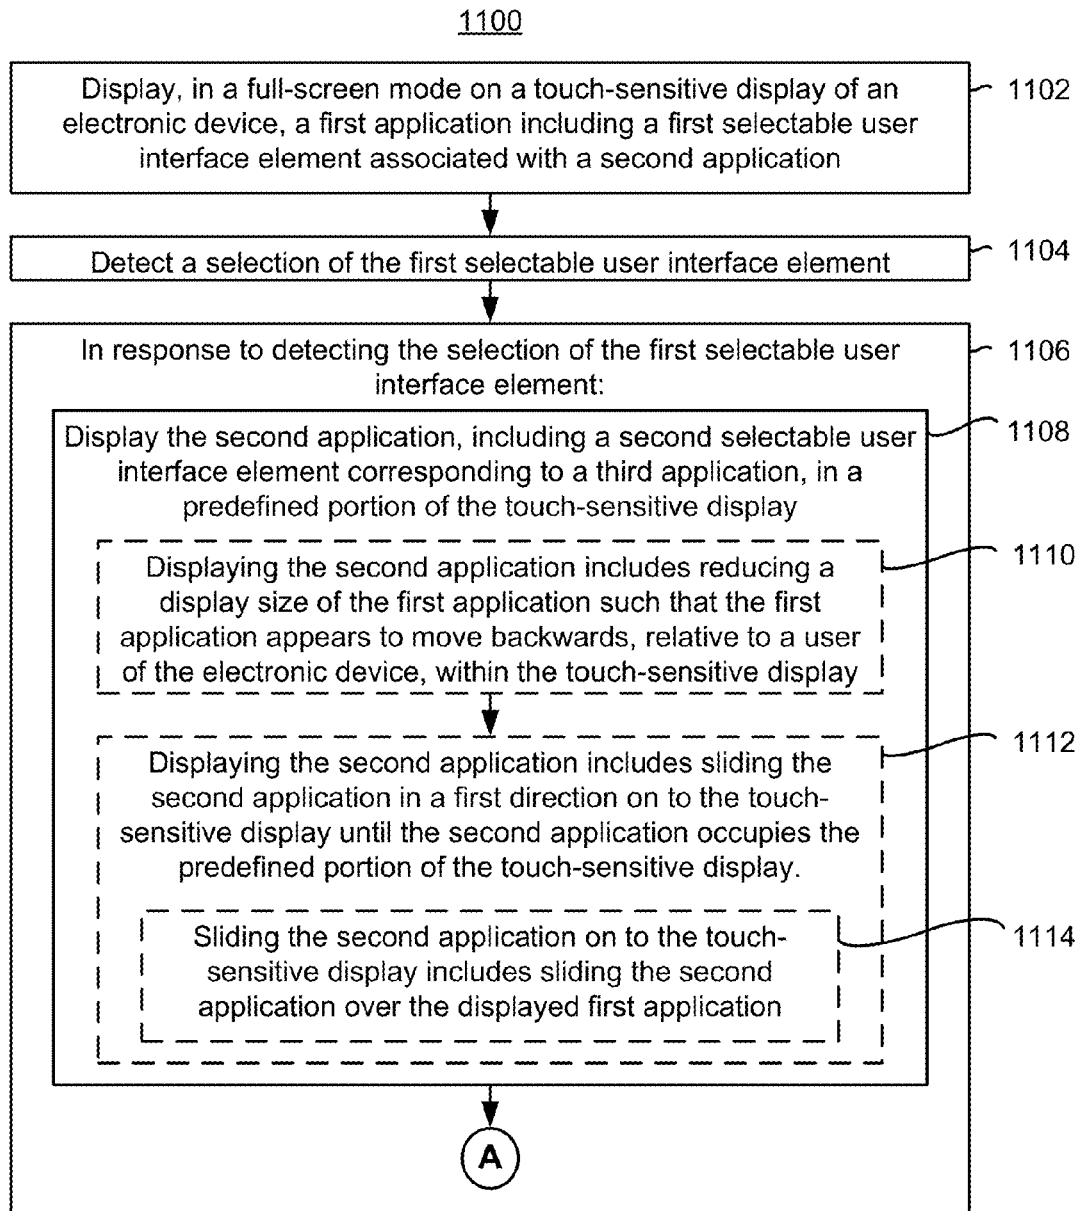 1100
Display, in a full-screen mode on a touch-sensitive display of an
electronic device, a first application including a first selectable user
interface element associated with a second application
1102
Detect a selection of the first selectable user interface element
1104
In response to detecting the selection of the first selectable user
interface element:
1106
Display the second application, including a second selectable user
interface element corresponding to a third application, in a
predefined portion of the touch-sensitive display
1108
Displaying the second application includes reducing a
display size of the first application such that the first
application appears to move backwards, relative to a user
of the electronic device, within the touch-sensitive display
1110
Displaying the second application includes sliding the
second application in a first direction on to the touch-
sensitive display until the second application occupies the
predefined portion of the touch-sensitive display.
1112
Sliding the second application on to the touch-
sensitive display includes sliding the second
application over the displayed first application
1114
A